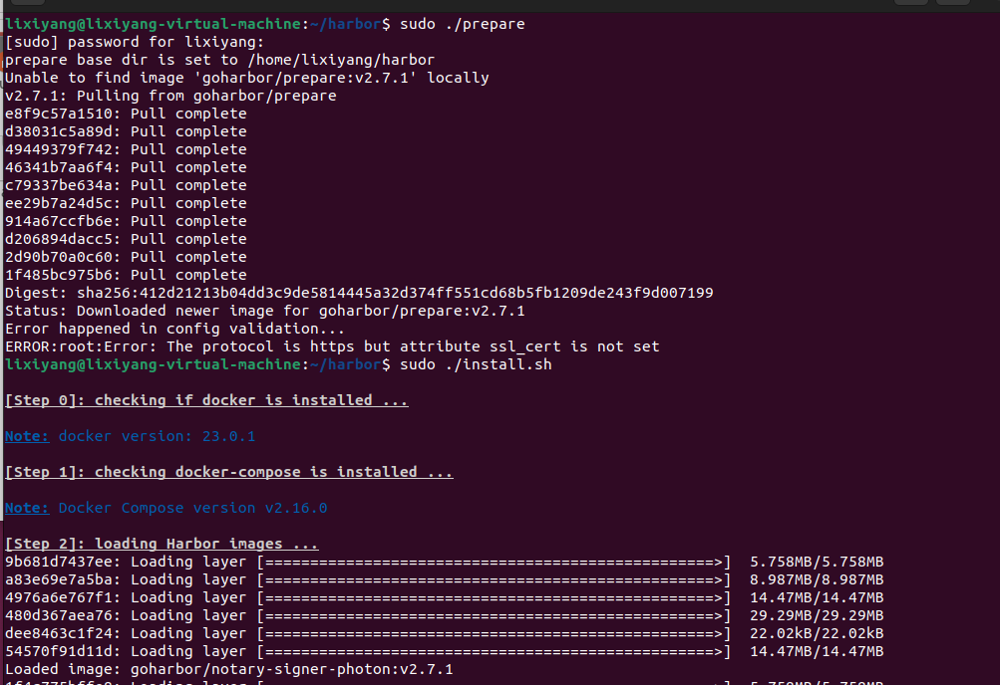 lixiyang@lixiyang-virtual-machine:~/harbor$ sudo ./prepare
[sudo] password for lixiyang:
prepare base dir is set to /home/lixiyang/harbor
Unable to find image 'goharbor/prepare:v2.7.1' locally
v2.7.1: Pulling from goharbor/prepare
e8f9c57a1510: Pull complete
d38031c5a89d: Pull complete
49449379f742: Pull complete
46341b7aa6f4: Pull complete
c79337be634a: Pull complete
ee29b7a24d5c: Pull complete
914a67ccfb6e: Pull complete
d206894dacc5: Pull complete
2d90b70a0c60: Pull complete
1f485bc975b6: Pull complete
Digest: sha256:412d21213b04dd3c9de5814445a32d374ff551cd68b5fb1209de243f9d007199
Status: Downloaded newer image for goharbor/prepare:v2.7.1
Error happened in config validation...
ERROR:root:Error: The protocol is https but attribute ssl_cert is not set
lixiyang@lixiyang-virtual-machine:~/harbor$ sudo ./install.sh
[Step 0]: checking if docker is installed ...
Note: docker version: 23.0.1
[Step 1]: checking docker-compose is installed ...
Note: Docker Compose version v2.16.0
[Step 2]: loading Harbor images ...
9b681d7437ee: Loading layer [==================================================>]  5.758MB/5.758MB
a83e69e7a5ba: Loading layer [==================================================>]  8.987MB/8.987MB
4976a6e767f1: Loading layer [==================================================>]  14.47MB/14.47MB
480d367aea76: Loading layer [==================================================>]  29.29MB/29.29MB
dee8463c1f24: Loading layer [==================================================>]  22.02kB/22.02kB
54570f91d11d: Loading layer [==================================================>]  14.47MB/14.47MB
Loaded image: goharbor/notary-signer-photon:v2.7.1